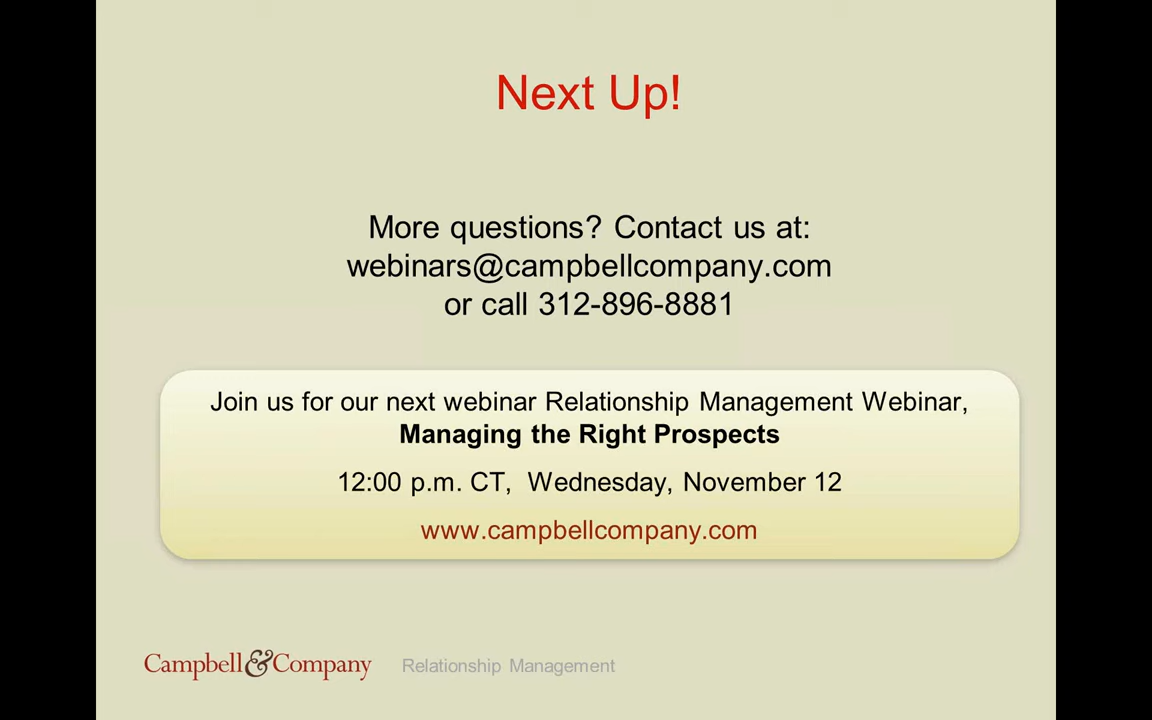 Next Up!
More questions? Contact us at:
webinars@campbellcompany.com
or call 312-896-8881
Join us for our next webinar Relationship Management Webinar,
Managing the Right Prospects
12:00 p.m. CT,  Wednesday, November 12
www.campbellcompany.com
Campbell&Company
Relationship Management